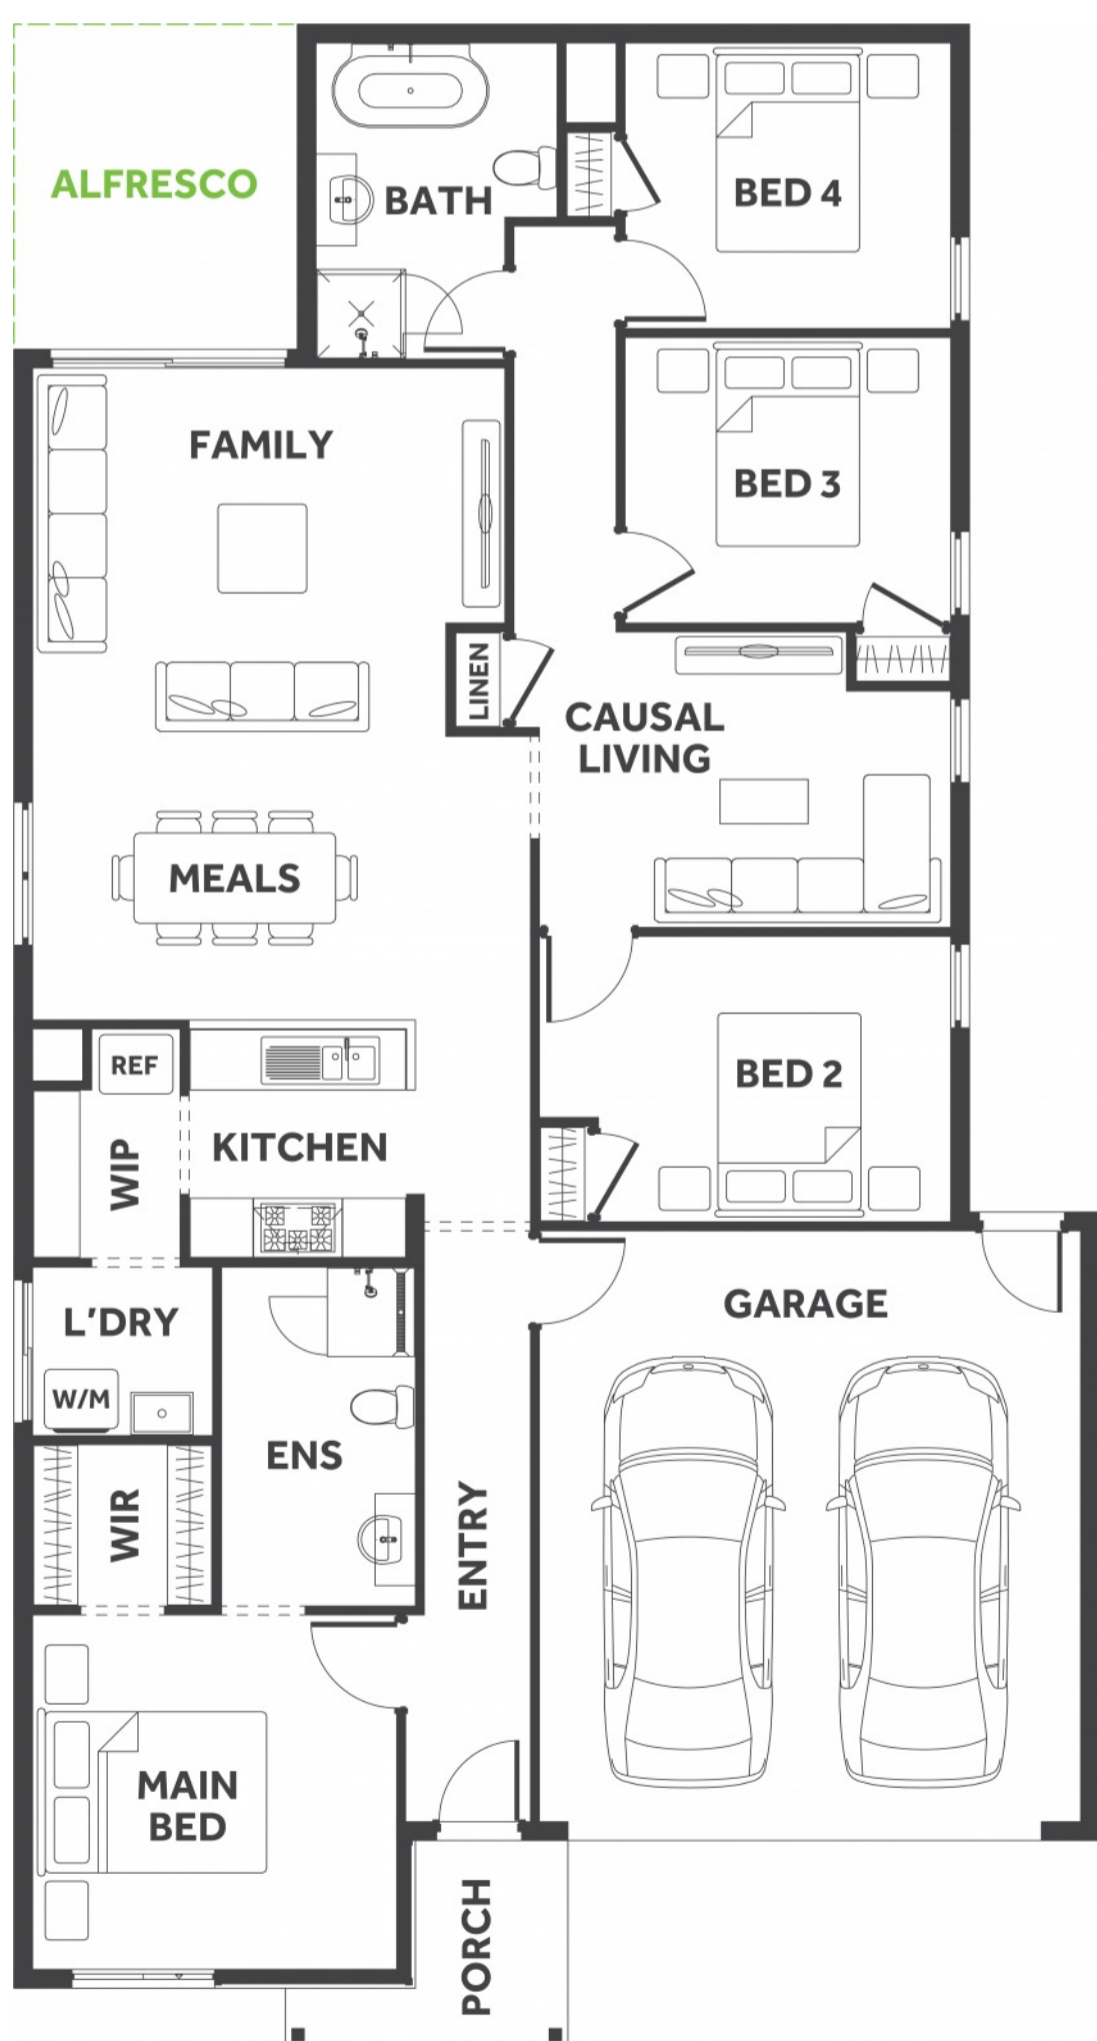 ALFRESCO
BATH
BED 4
FAMILY
BED 3
LINEN
CAUSAL
LIVING
MEALS
REF
BED 2
WIP
KITCHEN
L'DRY
GARAGE
W/M
ENS
WIR
ENTRY
MAIN
BED
PORCH